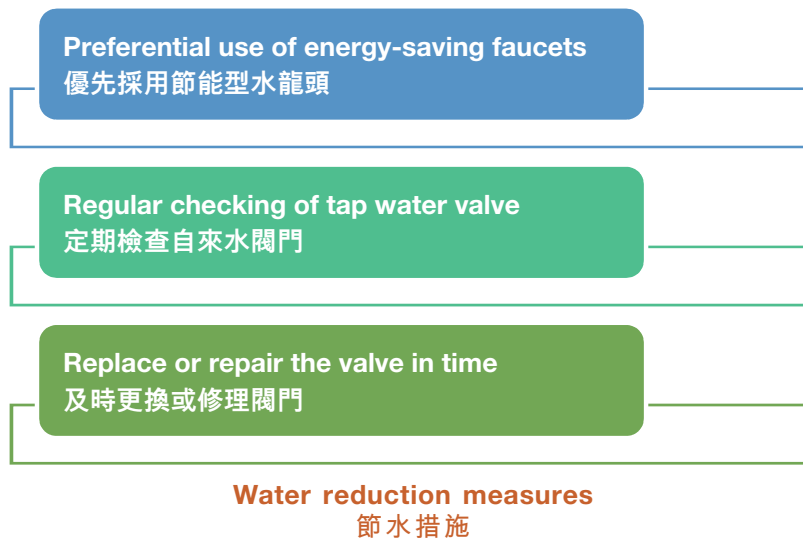 Preferential use of energy-saving faucets
優先採用節能型水龍頭
Regular checking of tap water valve
定期檢查自來水閥門
Replace or repair the valve in time
及時更換或修理閥門
Water reduction measures
節水措施